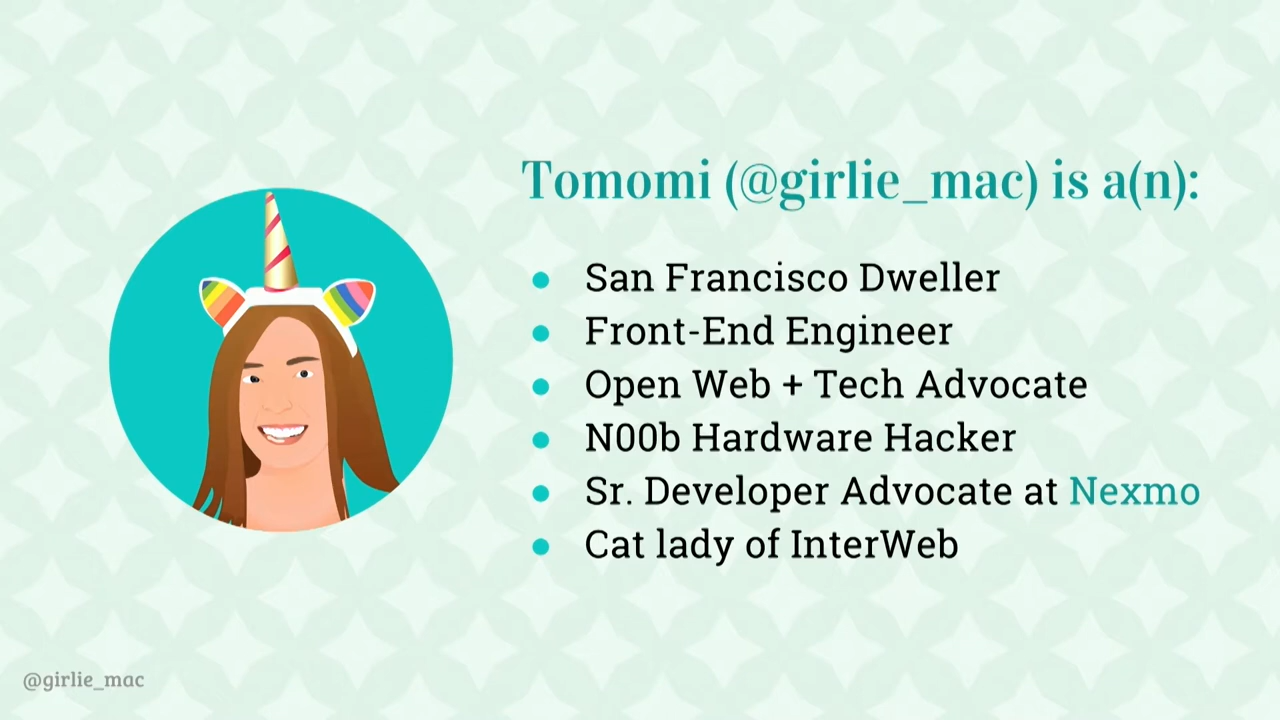 Tomomi (@girlie_mac) is a(n):
● San Francisco Dweller
● Front-End Engineer
● Open Web + Tech Advocate
● N00b Hardware Hacker
● Sr. Developer Advocate at Nexmo
● Cat lady of InterWeb
@girlie_mac